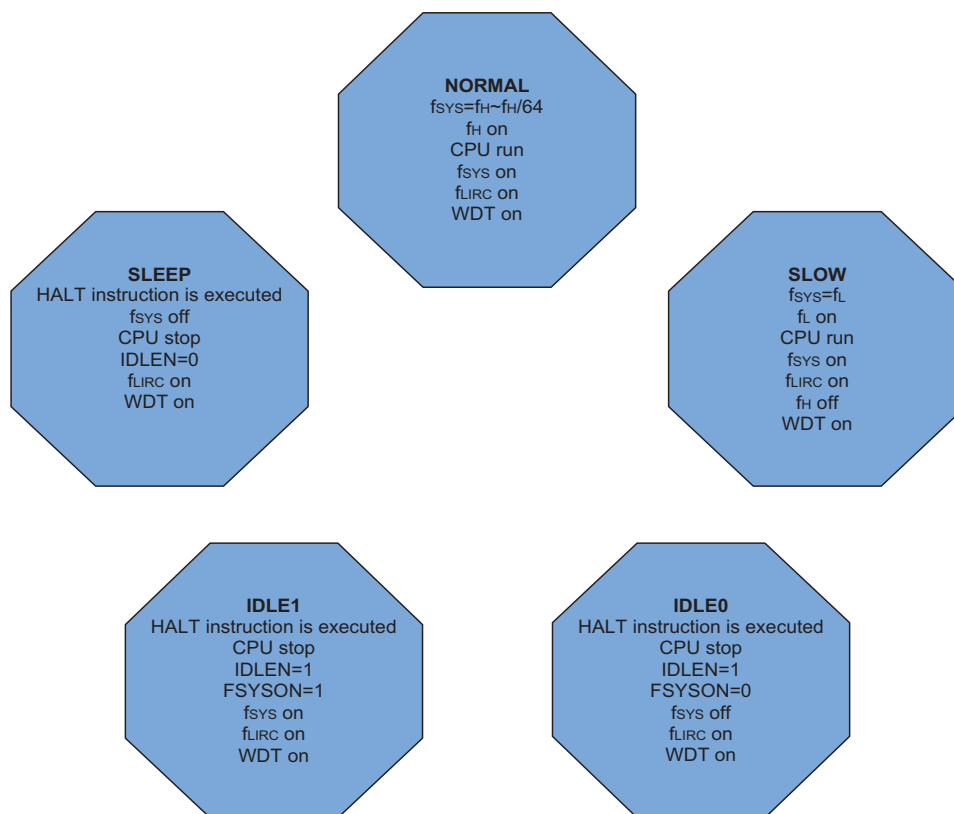 NORMAL
fSYS=fH~fH/64
fH on
CPU run
fSYS on
fLIRC on
WDT on
SLEEP
HALT instruction is executed
fSYS off
CPU stop
IDLEN=0
fLIRC on
WDT on
SLOW
fSYS=fL
fL on
CPU run
fSYS on
fLIRC on
fH off
WDT on
IDLE1
HALT instruction is executed
CPU stop
IDLEN=1
FSYSON=1
fSYS on
fLIRC on
WDT on
IDLE0
HALT instruction is executed
CPU stop
IDLEN=1
FSYSON=0
fSYS off
fLIRC on
WDT on